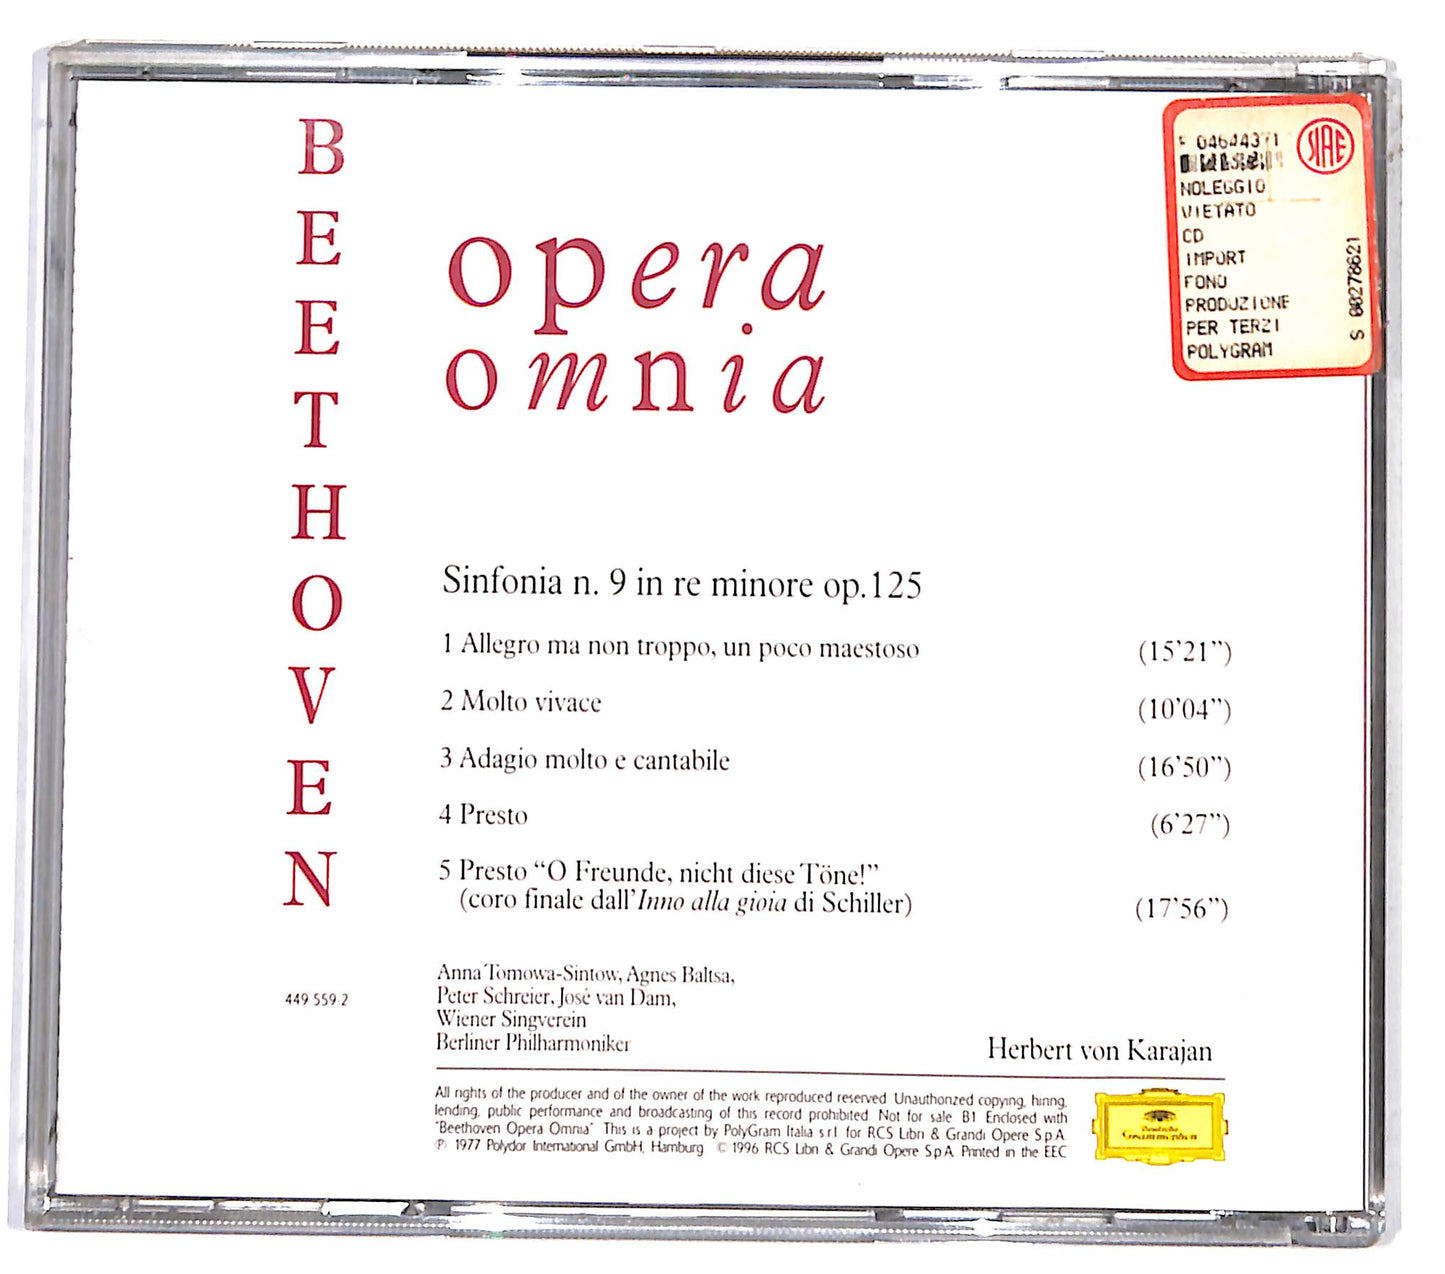 BEETHOVEN
opera
omnia
04644371
SIAE
NOLEGGIO
VIETATO
CD
IMPORT
FONO
PRODUZIONE
PER TERZI
POLYGRAM
S 00278621
Sinfonia n. 9 in re minore op.125
1 Allegro ma non troppo, un poco maestoso (15’21”)
2 Molto vivace (10’04”)
3 Adagio molto e cantabile (16’50”)
4 Presto (6’27”)
5 Presto “O Freunde, nicht diese Töne!”
(coro finale dall’Inno alla gioia di Schiller) (17’56”)
Anna Tomowa-Sintow, Agnes Baltsa,
Peter Schreier, José van Dam,
Wiener Singverein
Berliner Philharmoniker
449 559-2
Herbert von Karajan
All rights of the producer and of the owner of the work reproduced reserved. Unauthorized copying, hiring,
lending, public performance and broadcasting of this record prohibited. Not for sale. B1 Enclosed with
"Beethoven Opera Omnia". This is a project by PolyGram Italia s.r.l. for RCS Libri & Grandi Opere S.p.A.
℗ 1977 Polydor International GmbH, Hamburg © 1996 RCS Libri & Grandi Opere S.p.A. Printed in the EEC
Deutsche
Grammophon